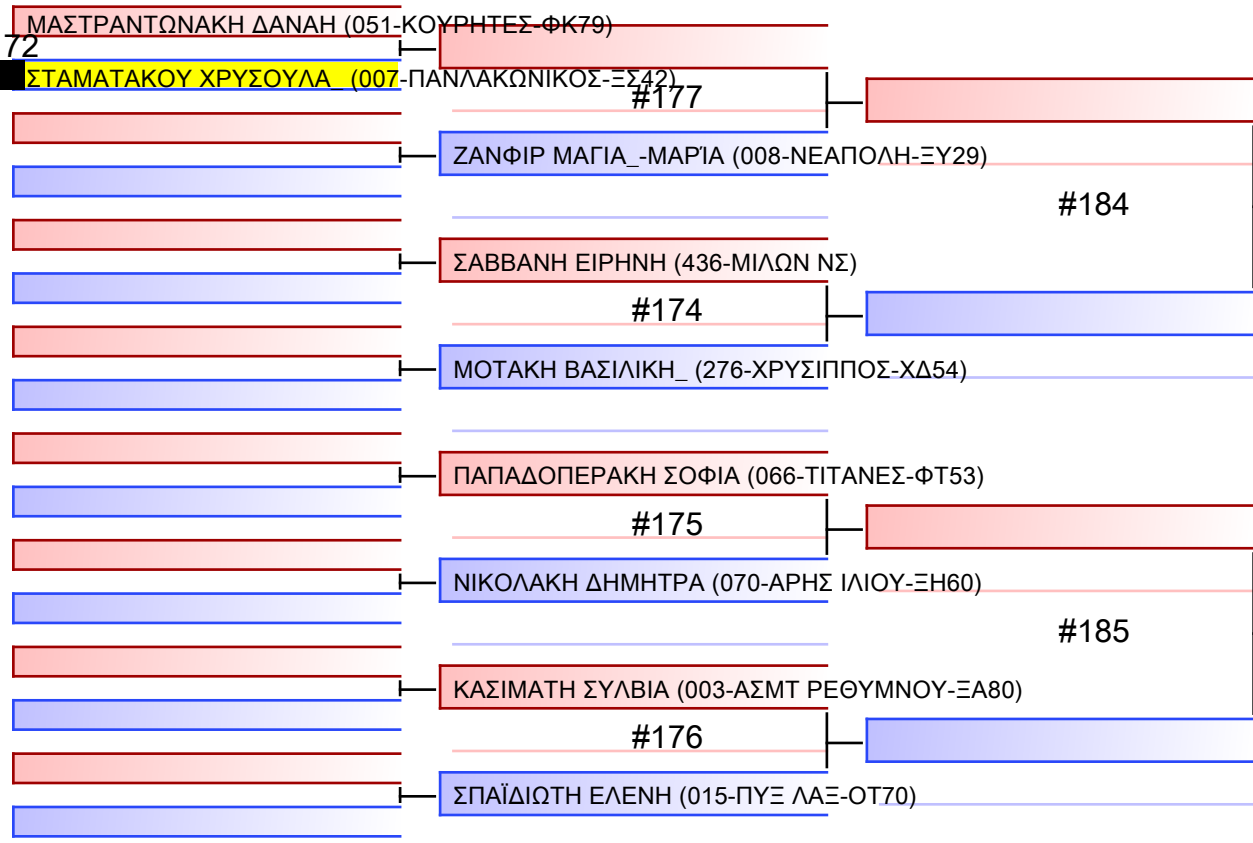 ΜΑΣΤΡΑΝΤΩΝΑΚΗ ΔΑΝΑΗ (051-ΚΟΥΡΗΤΕΣ-ΦΚ79)
72
ΣΤΑΜΑΤΑΚΟΥ ΧΡΥΣΟΥΛΑ_ (007-ΠΑΝΛΑΚΩΝΙΚΟΣ-ΞΣ42)
#177
ΖΑΝΦΙΡ ΜΑΓΙΑ_-ΜΑΡΊΑ (008-ΝΕΑΠΟΛΗ-ΞΥ29)
#184
ΣΑΒΒΑΝΗ ΕΙΡΗΝΗ (436-ΜΙΛΩΝ ΝΣ)
#174
ΜΟΤΑΚΗ ΒΑΣΙΛΙΚΗ_ (276-ΧΡΥΣΙΠΠΟΣ-ΧΔ54)
ΠΑΠΑΔΟΠΕΡΑΚΗ ΣΟΦΙΑ (066-ΤΙΤΑΝΕΣ-ΦΤ53)
#175
ΝΙΚΟΛΑΚΗ ΔΗΜΗΤΡΑ (070-ΑΡΗΣ ΙΛΙΟΥ-ΞΗ60)
#185
ΚΑΣΙΜΑΤΗ ΣΥΛΒΙΑ (003-ΑΣΜΤ ΡΕΘΥΜΝΟΥ-ΞΑ80)
#176
ΣΠΑΪΔΙΩΤΗ ΕΛΕΝΗ (015-ΠΥΞ ΛΑΞ-ΟΤ70)